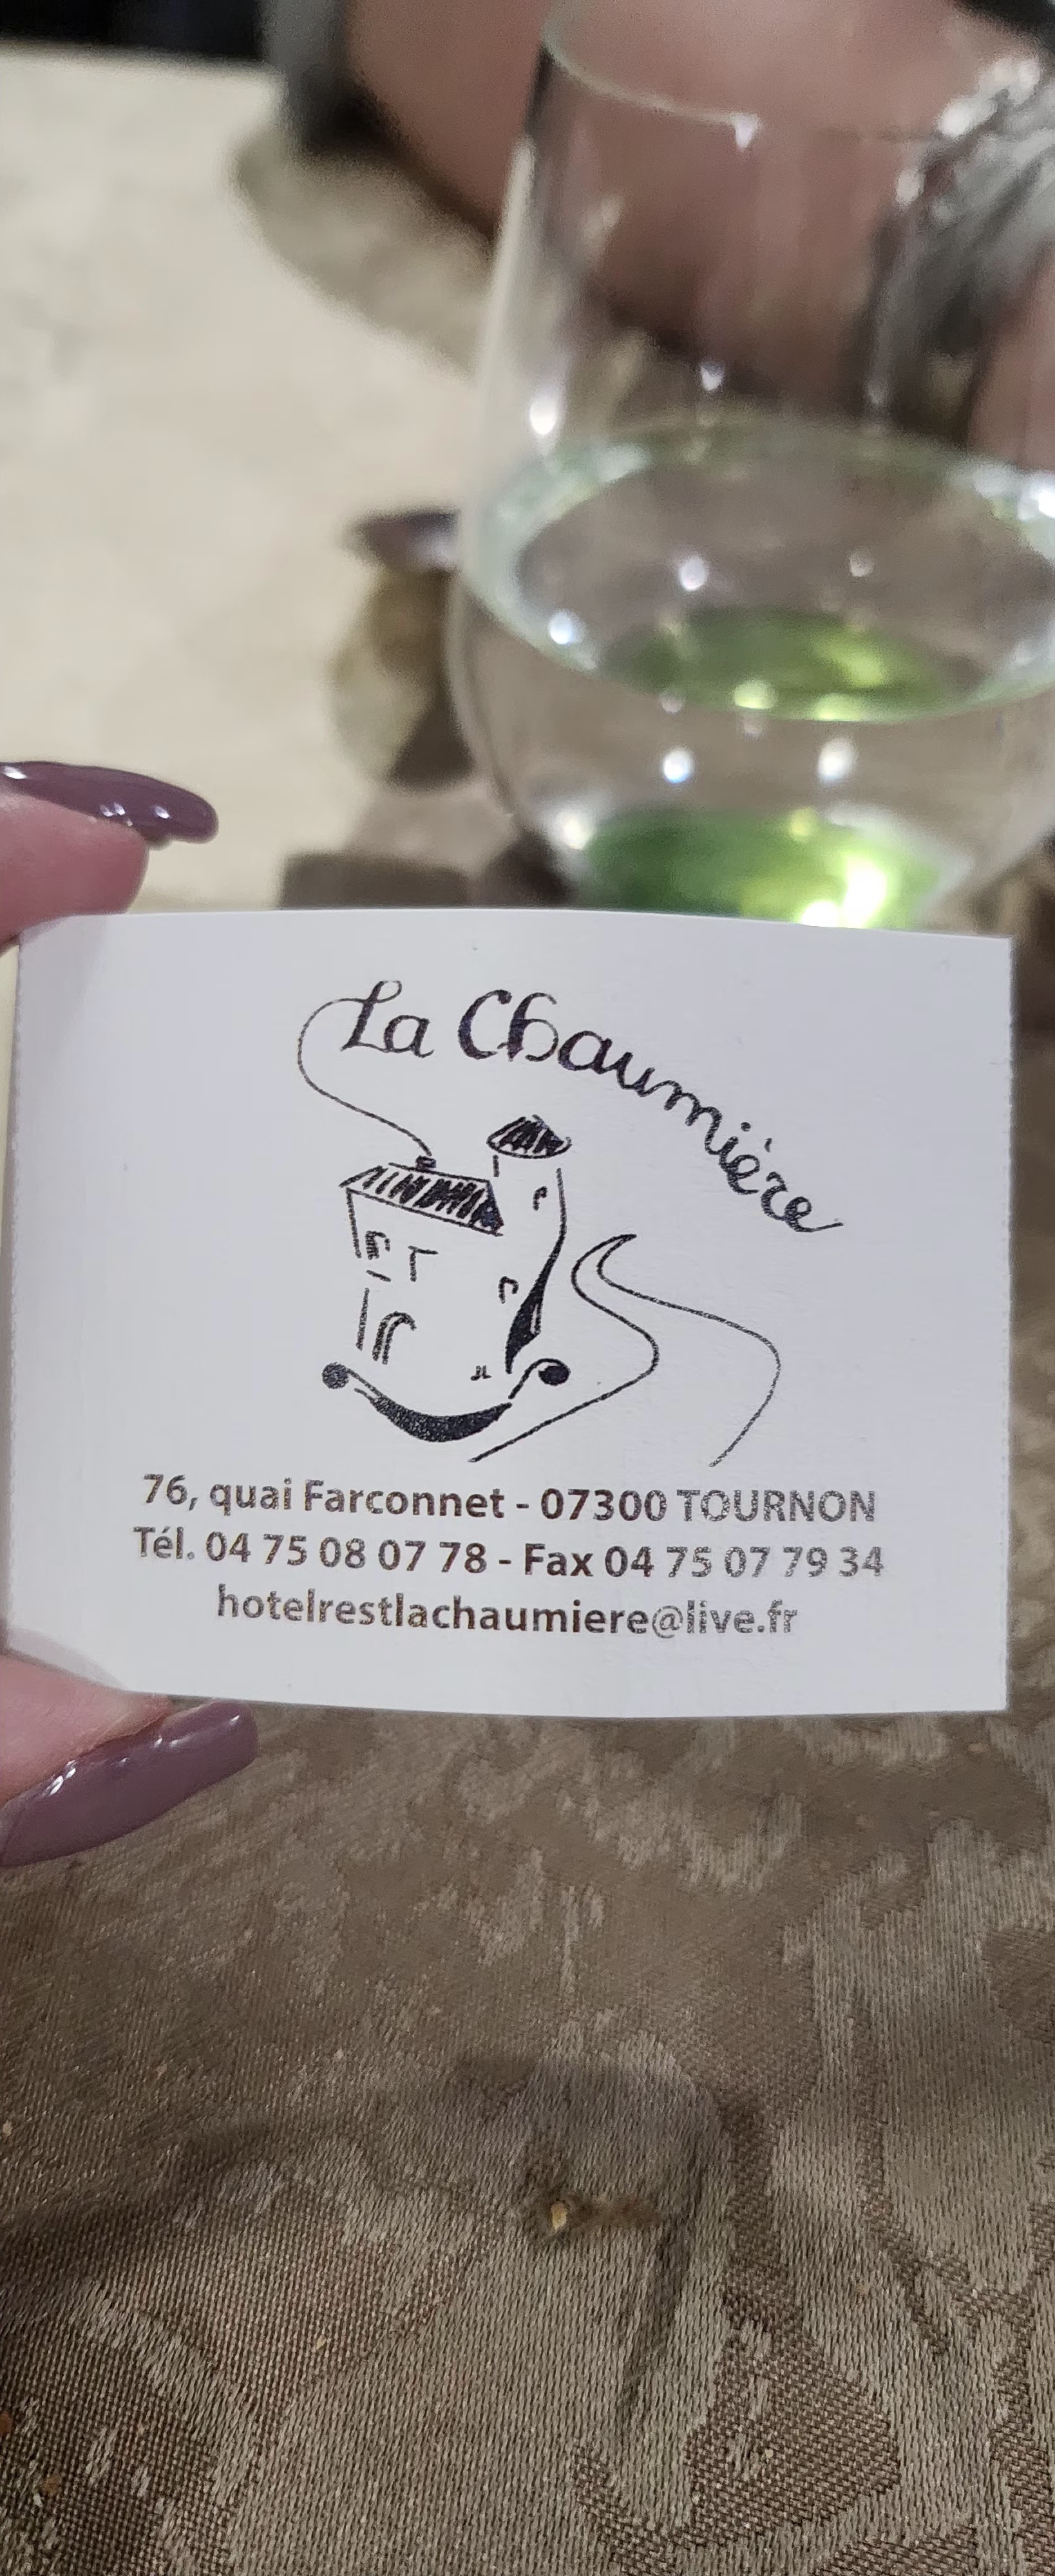 La Chaumière
76, quai Farconnet - 07300 TOURNON
Tél. 04 75 08 07 78 - Fax 04 75 07 79 34
hotelrestlachaumiere@live.fr